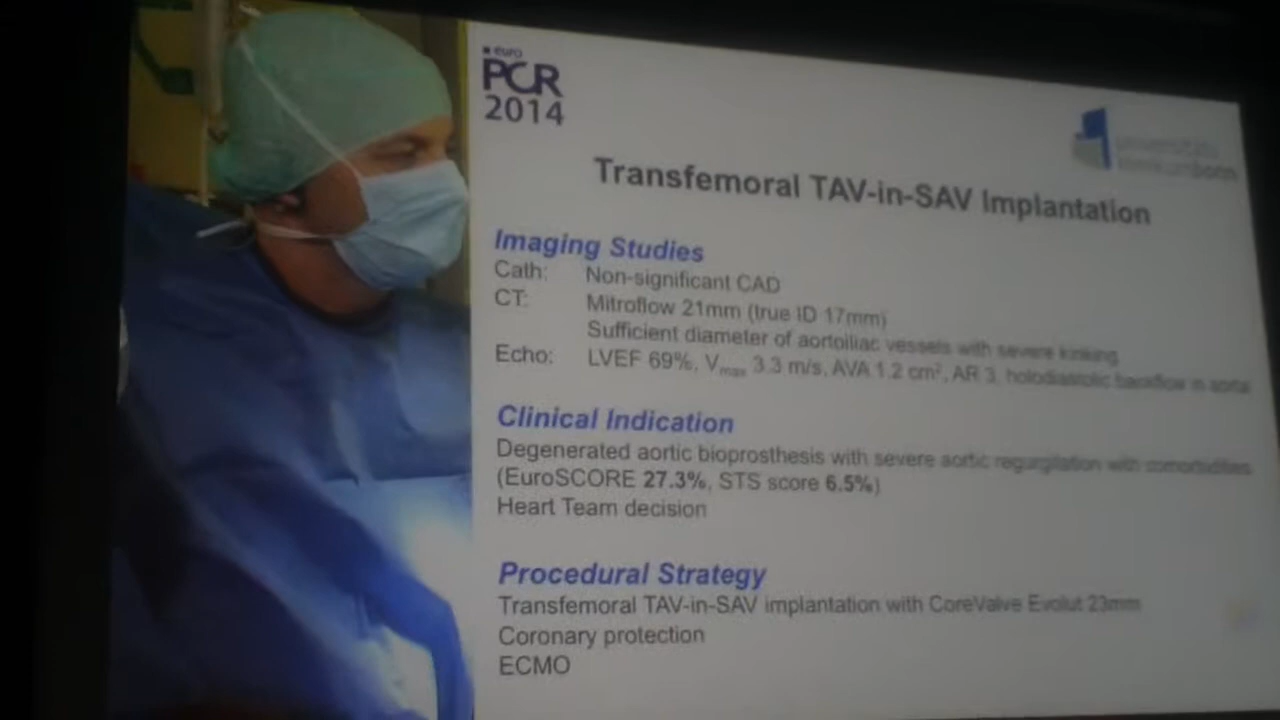 euro
PCR
2014
Transfemoral TAV-in-SAV Implantation
Imaging Studies
Cath: Non-significant CAD
CT: Mitroflow 21mm (true ID 17mm)
Sufficient diameter of aortoiliac vessels with severe kinking
Echo: LVEF 69%, Vmax 3.3 m/s, AVA 1.2 cm², AR 3, holodiastolic backflow in aorta
Clinical Indication
Degenerated aortic bioprosthesis with severe aortic regurgitation with comorbidities
(EuroSCORE 27.3%, STS score 6.5%)
Heart Team decision
Procedural Strategy
Transfemoral TAV-in-SAV implantation with CoreValve Evolut 23mm
Coronary protection
ECMO